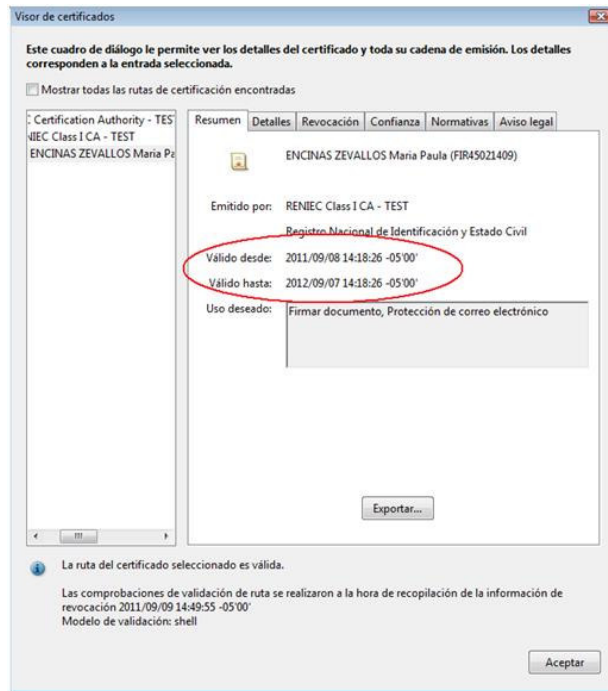 Visor de certificados
Este cuadro de diálogo le permite ver los detalles del certificado y toda su cadena de emisión. Los detalles
corresponden a la entrada seleccionada.
Mostrar todas las rutas de certificación encontradas
Certification Authority - TES
NIEC Class I CA - TEST
ENCINAS ZEVALLOS Maria Pa
Resumen Detalles Revocación Confianza Normativas Aviso legal
ENCINAS ZEVALLOS Maria Paula (FIR45021409)
Emitido por: RENIEC Class I CA - TEST
Registro Nacional de Identificación y Estado Civil
Válido desde: 2011/09/08 14:18:26 -05'00'
Válido hasta: 2012/09/07 14:18:26 -05'00'
Uso deseado: Firmar documento, Protección de correo electrónico
Exportar...
La ruta del certificado seleccionado es válida.
Las comprobaciones de validación de ruta se realizaron a la hora de recopilación de la información de
revocación 2011/09/09 14:49:55 -05'00'
Modelo de validación: shell
Aceptar